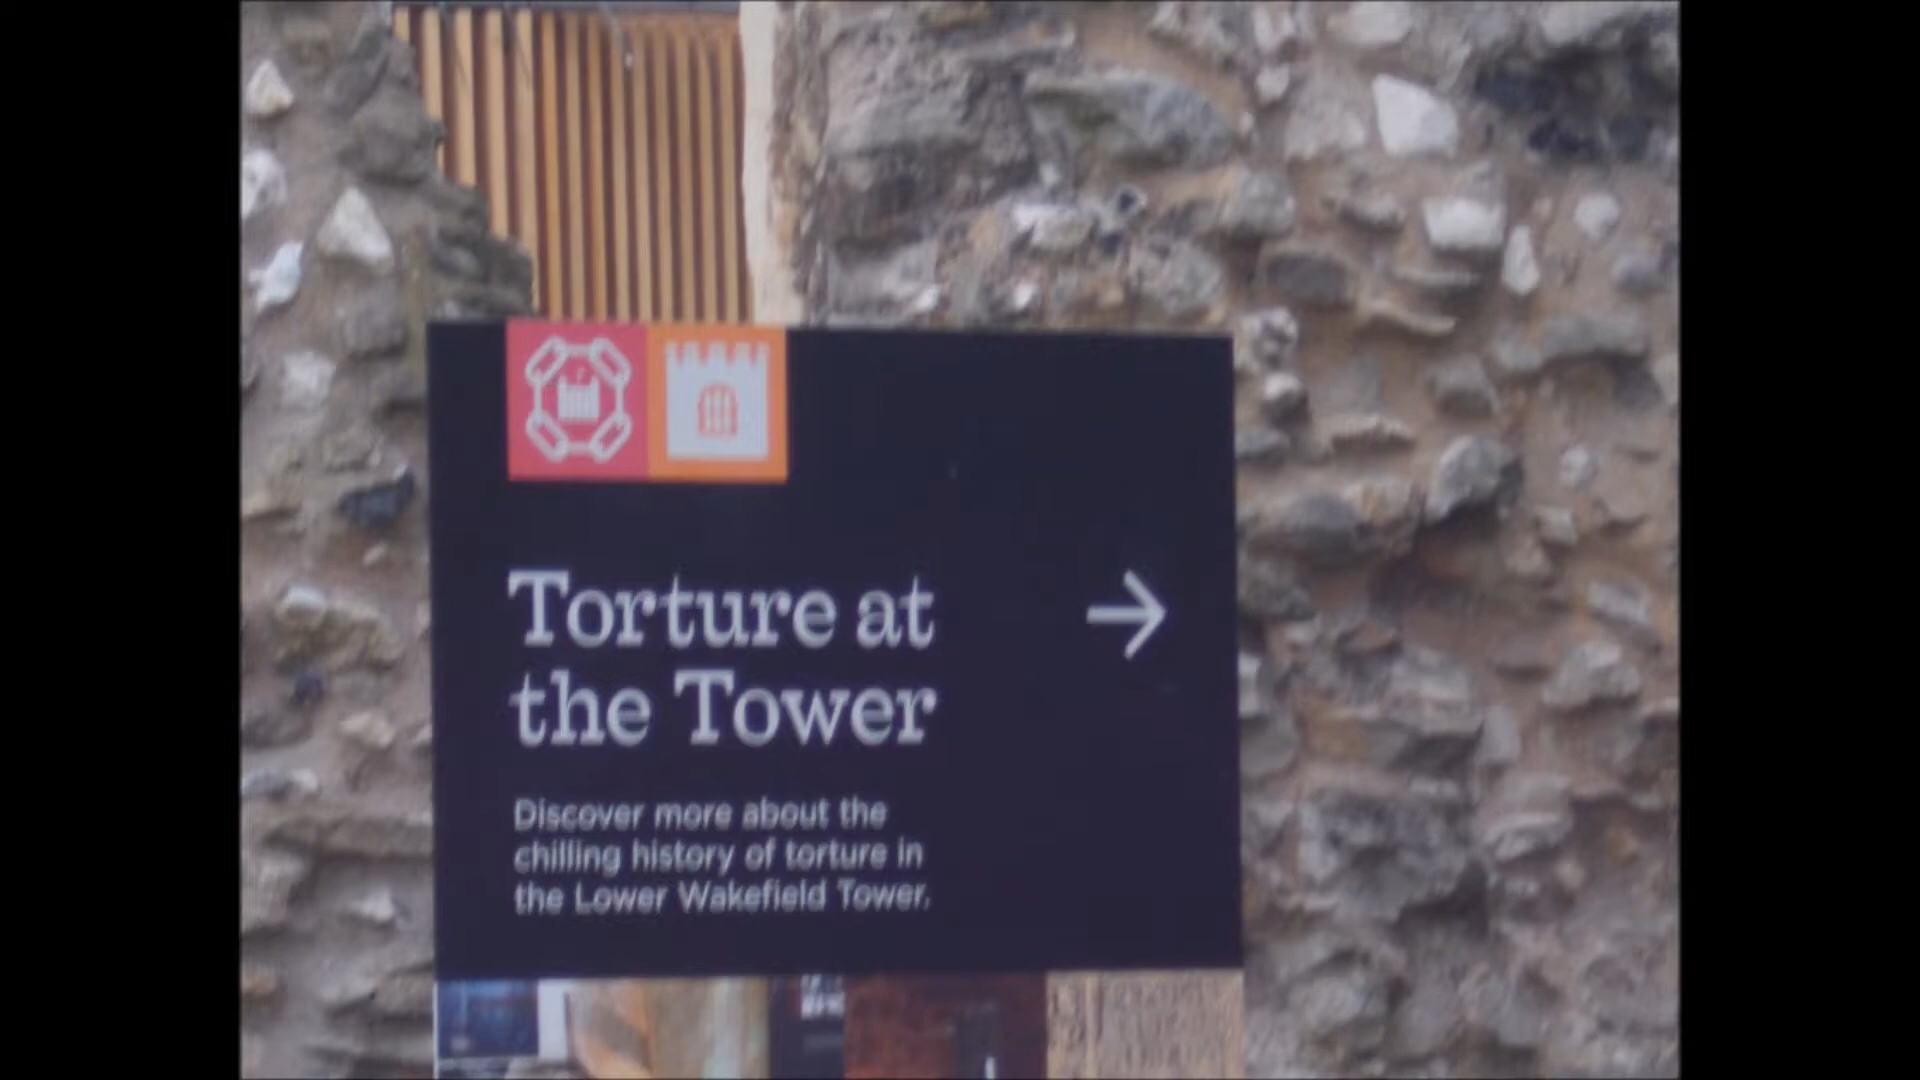 Torture at
the Tower
Discover more about the
chilling history of torture in
the Lower Wakefield Tower.